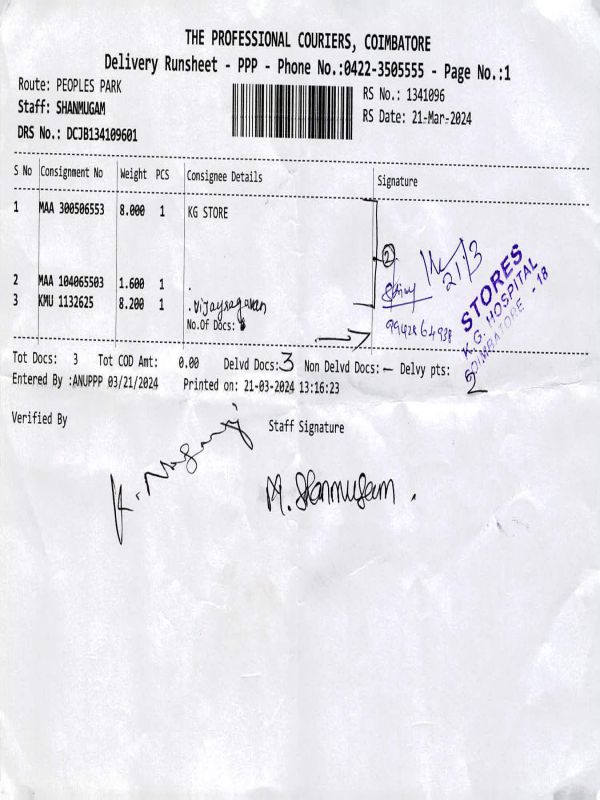 THE PROFESSIONAL COURIERS, COIMBATORE
Delivery Runsheet - PPP - Phone No.:0422-3505555 - Page No.:1
Route: PEOPLES PARK
RS No.: 1341096
Staff: SHANMUGAM
RS Date: 21-Mar-2024
DRS No.: DCJB134109601
S No Consignment No Weight PCS Consignee Details Signature
1 MAA 300506553 8.000 1 KG STORE
2
21/3
2 MAA 104065503 1.600 1 .
3 KMU 1132625 8.200 1 . Vijayaragavan
No.Of Docs:
STORES
K.G. HOSPITAL
COIMBATORE - 18
Tot Docs: 3 Tot COD Amt: 0.00 Delvd Docs: 3 Non Delvd Docs: — Delvy pts: 2
Entered By :ANUPPP 03/21/2024 Printed on: 21-03-2024 13:16:23
Verified By
Staff Signature
M. Shanmugam .